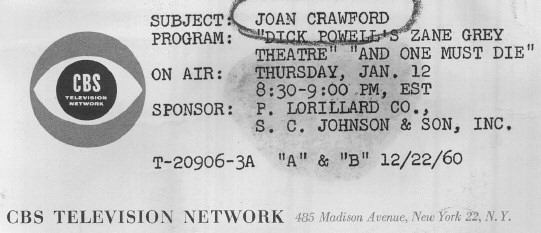 SUBJECT: JOAN CRAWFORD
PROGRAM: "DICK POWELL'S ZANE GREY
THEATRE" "AND ONE MUST DIE"
ON AIR: THURSDAY, JAN. 12
8:30-9:00 PM, EST
SPONSOR: P. LORILLARD CO.,
S. C. JOHNSON & SON, INC.
T-20906-3A "A" & "B" 12/22/60
CBS
TELEVISION
NETWORK
CBS TELEVISION NETWORK 485 Madison Avenue, New York 22, N. Y.